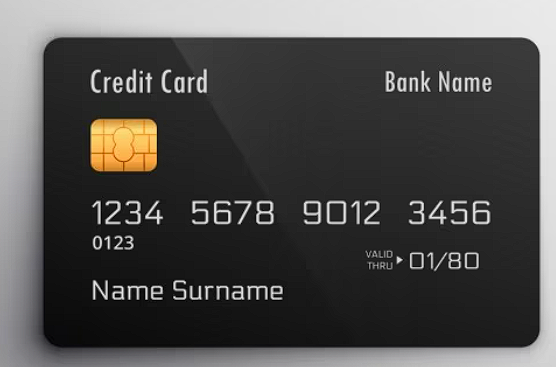 Credit Card Bank Name
1234 5678 9012 3456
0123
VALID THRU 01/80
Name Surname